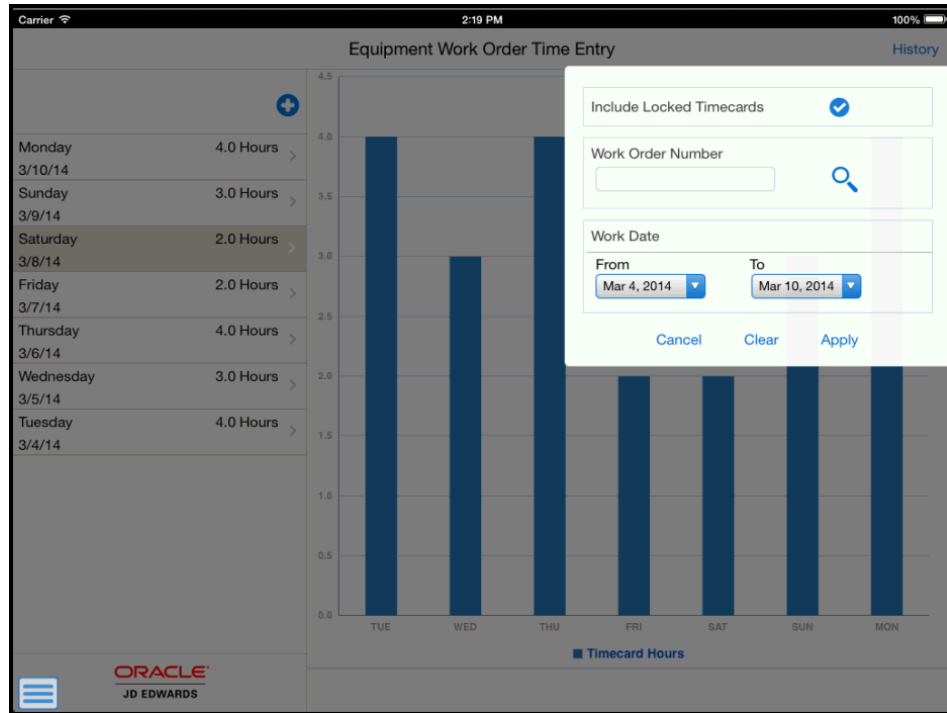 Carrier 2:19 PM 100%
Equipment Work Order Time Entry History
Monday 4.0 Hours
3/10/14
Sunday 3.0 Hours
3/9/14
Saturday 2.0 Hours
3/8/14
Friday 2.0 Hours
3/7/14
Thursday 4.0 Hours
3/6/14
Wednesday 3.0 Hours
3/5/14
Tuesday 4.0 Hours
3/4/14
4.5
4.0
3.5
3.0
2.5
2.0
1.5
1.0
0.5
0.0
TUE WED THU FRI SAT SUN MON
Timecard Hours
Include Locked Timecards
Work Order Number
Work Date
From To
Mar 4, 2014 Mar 10, 2014
Cancel Clear Apply
ORACLE
JD EDWARDS